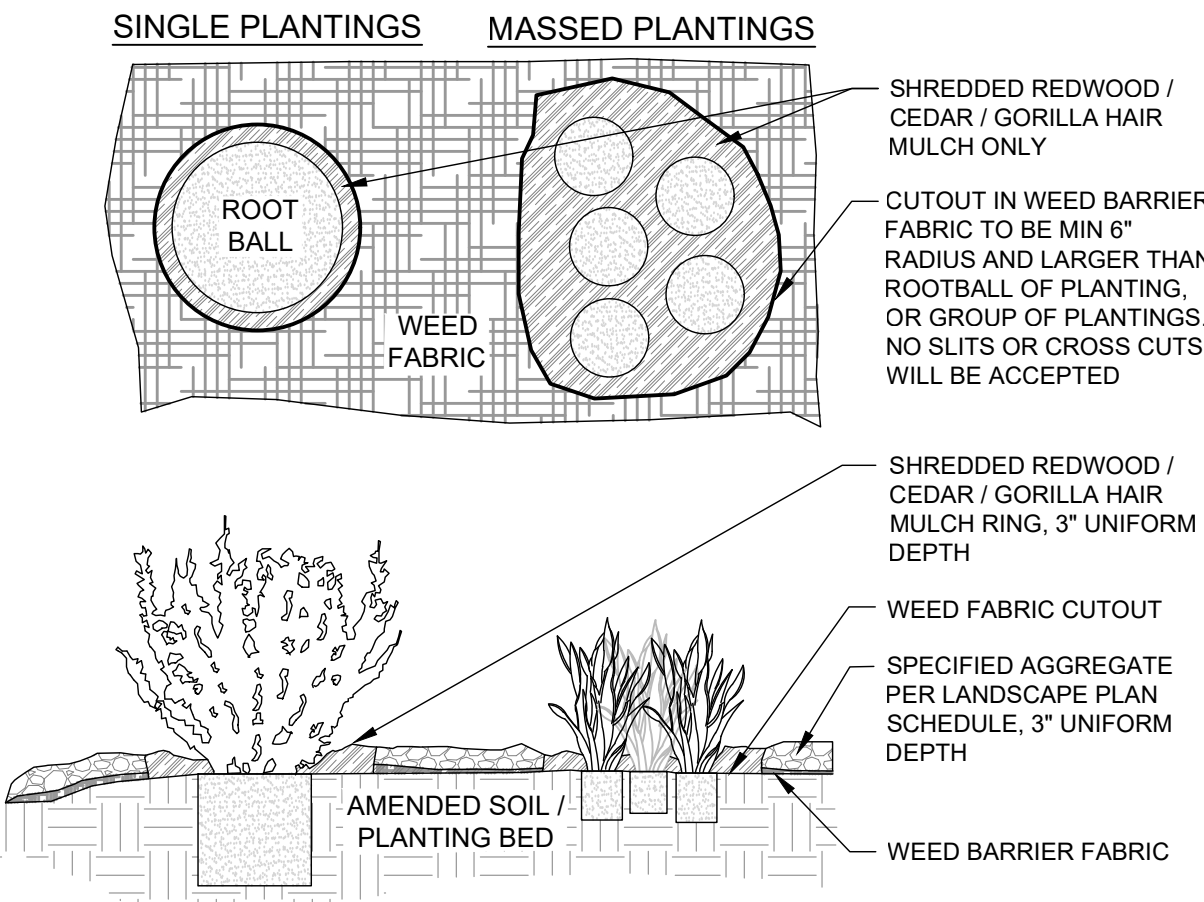 SINGLE PLANTINGS
MASSED PLANTINGS
ROOT
BALL
WEED
FABRIC
SHREDDED REDWOOD /
CEDAR / GORILLA HAIR
MULCH ONLY
CUTOUT IN WEED BARRIER
FABRIC TO BE MIN 6"
RADIUS AND LARGER THAN
ROOTBALL OF PLANTING,
OR GROUP OF PLANTINGS.
NO SLITS OR CROSS CUTS
WILL BE ACCEPTED
SHREDDED REDWOOD /
CEDAR / GORILLA HAIR
MULCH RING, 3" UNIFORM
DEPTH
WEED FABRIC CUTOUT
SPECIFIED AGGREGATE
PER LANDSCAPE PLAN
SCHEDULE, 3" UNIFORM
DEPTH
AMENDED SOIL /
PLANTING BED
WEED BARRIER FABRIC